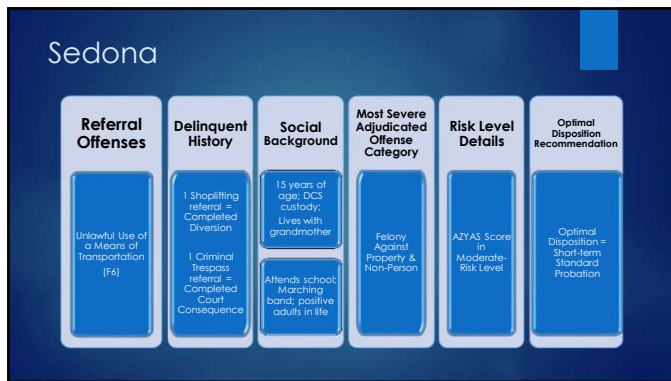 Sedona
Referral
Offenses
Unlawful Use of
a Means of
Transportation
(F6)
Delinquent
History
1 Shoplifting
referral =
Completed
Diversion
1 Criminal
Trespass
referral =
Completed
Court
Consequence
Social
Background
15 years of
age; DCS
custody;
Lives with
grandmother
Attends school;
Marching
band; positive
adults in life
Most Severe
Adjudicated
Offense
Category
Felony
Against
Property &
Non-Person
Risk Level
Details
AZYAS Score
in
Moderate-
Risk Level
Optimal
Disposition
Recommendation
Optimal
Disposition =
Short-term
Standard
Probation